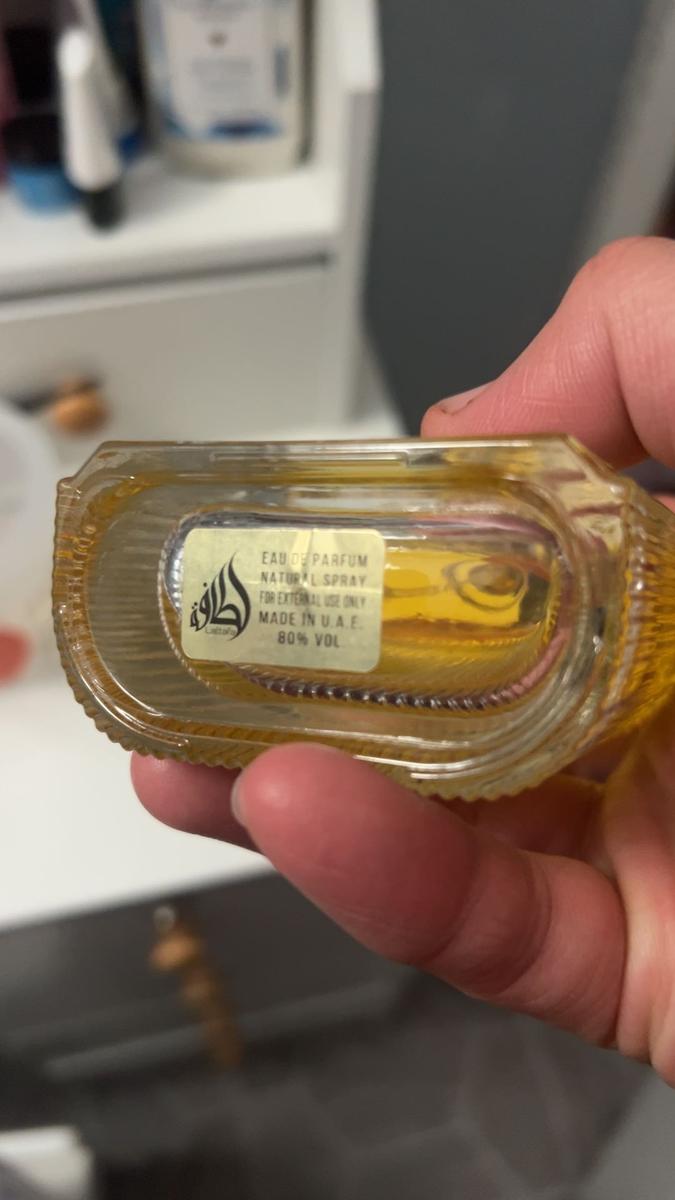 لطافة
Lattafa
EAU DE PARFUM
NATURAL SPRAY
FOR EXTERNAL USE ONLY
MADE IN U.A.E.
80% VOL